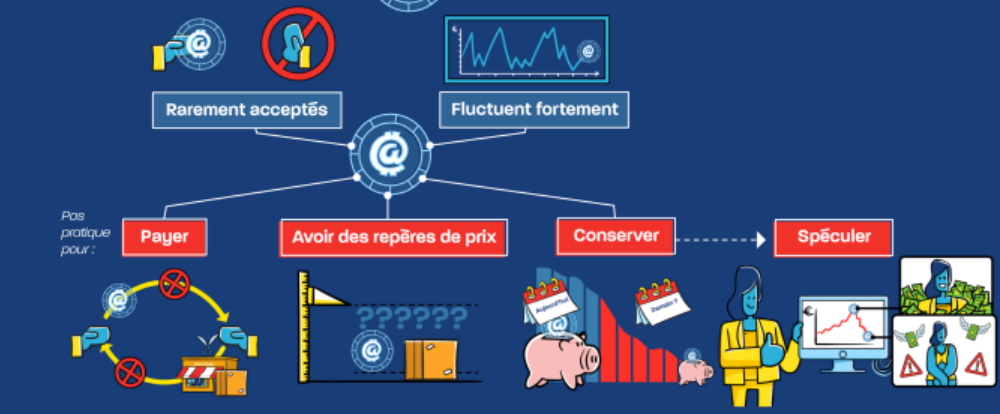 Rarement acceptés
Fluctuent fortement
€
@
Pas
pratique
pour :
Payer
Avoir des repères de prix
Conserver
Spéculer
??????
Aujourd'hui
Demain ?
€